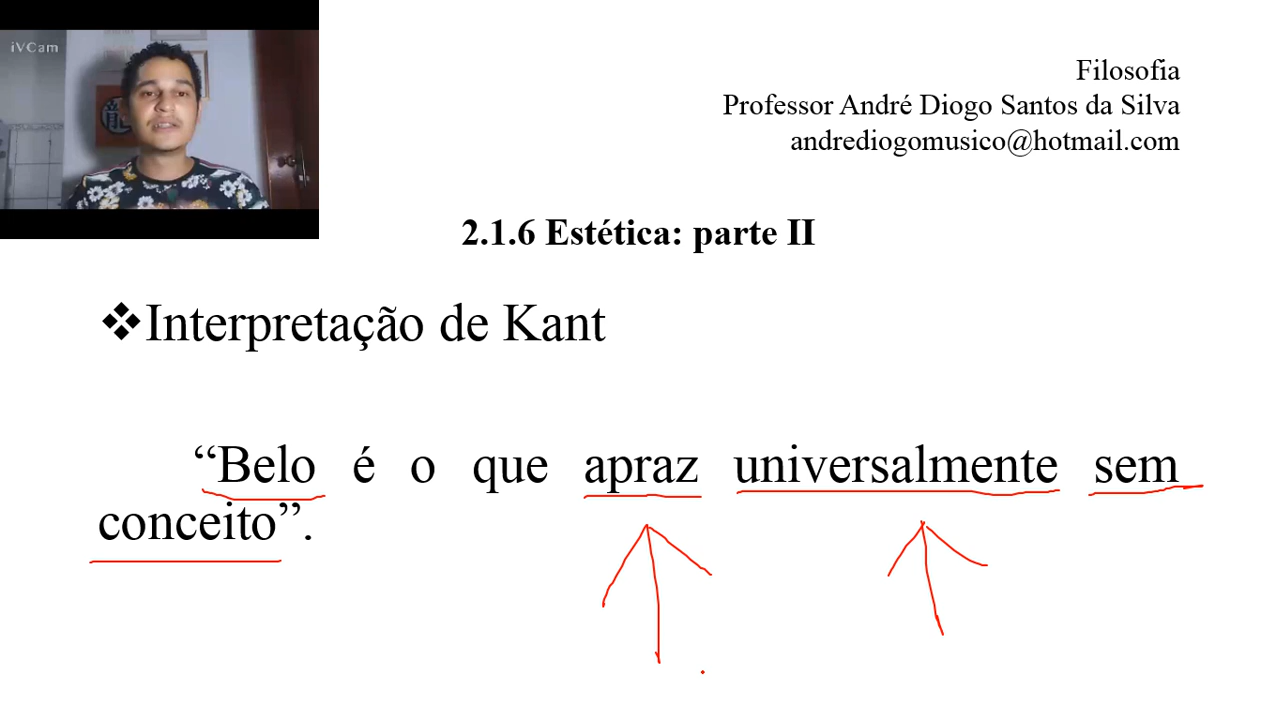 iVCam
Filosofia
Professor André Diogo Santos da Silva
andrediogomusico@hotmail.com
2.1.6 Estética: parte II
❖Interpretação de Kant
“Belo é o que apraz universalmente sem
conceito”.